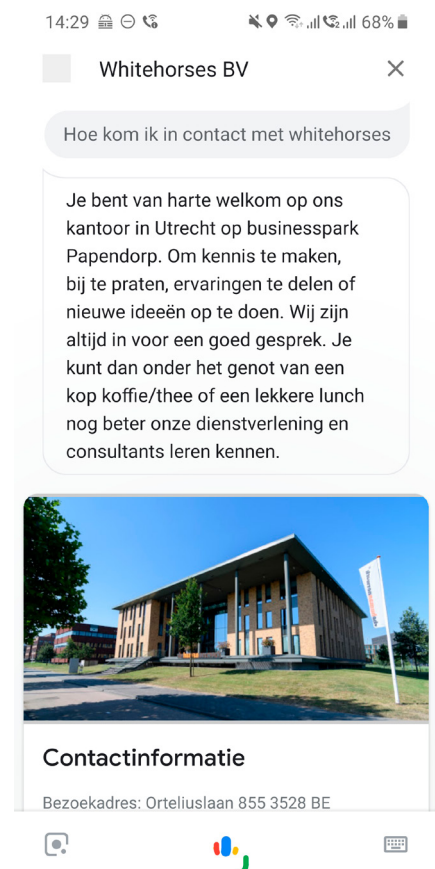 14:29
68%
Whitehorses BV
Hoe kom ik in contact met whitehorses
Je bent van harte welkom op ons
kantoor in Utrecht op businesspark
Papendorp. Om kennis te maken,
bij te praten, ervaringen te delen of
nieuwe ideeën op te doen. Wij zijn
altijd in voor een goed gesprek. Je
kunt dan onder het genot van een
kop koffie/thee of een lekkere lunch
nog beter onze dienstverlening en
consultants leren kennen.
Contactinformatie
Bezoekadres: Orteliuslaan 855 3528 BE